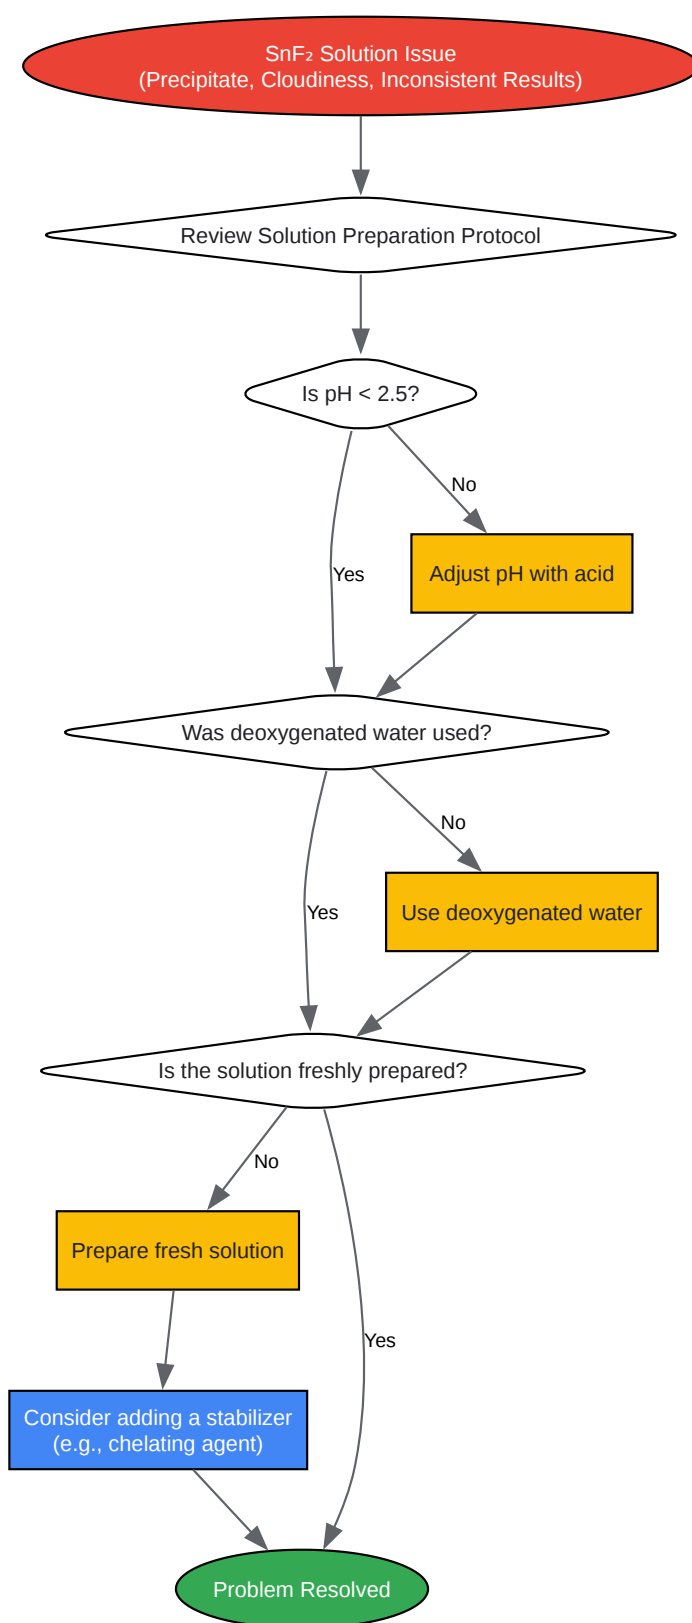 SnF₂ Solution Issue
(Precipitate, Cloudiness, Inconsistent Results)
Review Solution Preparation Protocol
Is pH < 2.5?
No
Yes
Adjust pH with acid
Was deoxygenated water used?
No
Yes
Use deoxygenated water
Is the solution freshly prepared?
No
Prepare fresh solution
Yes
Consider adding a stabilizer
(e.g., chelating agent)
Problem Resolved